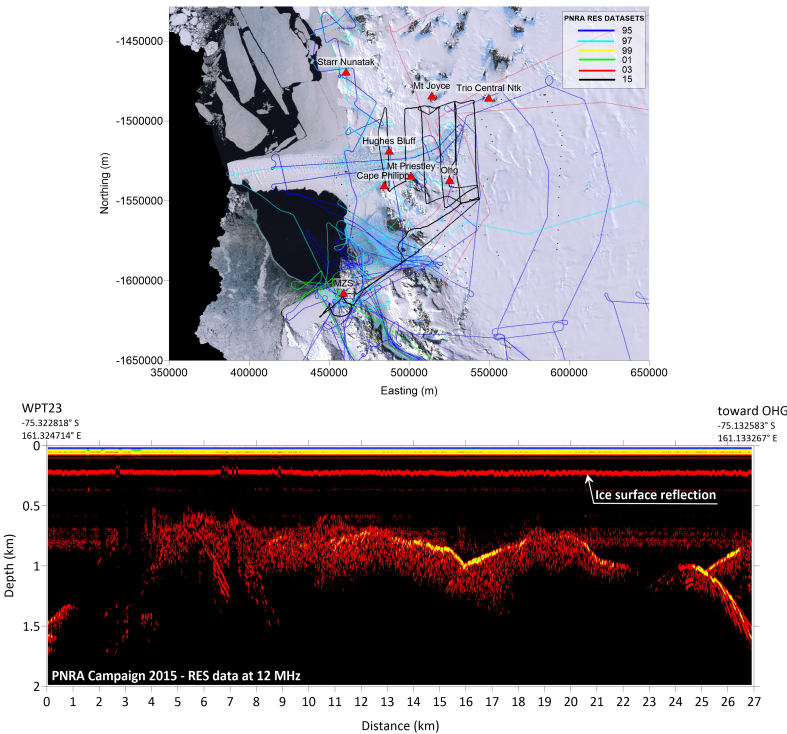 PNRA RES DATASETS
95
97
99
01
03
15
-1450000
-1500000
-1550000
-1600000
-1650000
Northing (m)
Starr Nunatak
Mt Joyce
Trio Central Ntk
Hughes Bluff
Mt Priestley
Ohg
Cape Philippi
MZS
350000 400000 450000 500000 550000 600000 650000
Easting (m)
WPT23
-75.322818° S
161.324714° E
toward OHG
-75.132583° S
161.133267° E
0
0.5
1
1.5
2
Depth (km)
Ice surface reflection
PNRA Campaign 2015 - RES data at 12 MHz
0 1 2 3 4 5 6 7 8 9 10 11 12 13 14 15 16 17 18 19 20 21 22 23 24 25 26 27
Distance (km)